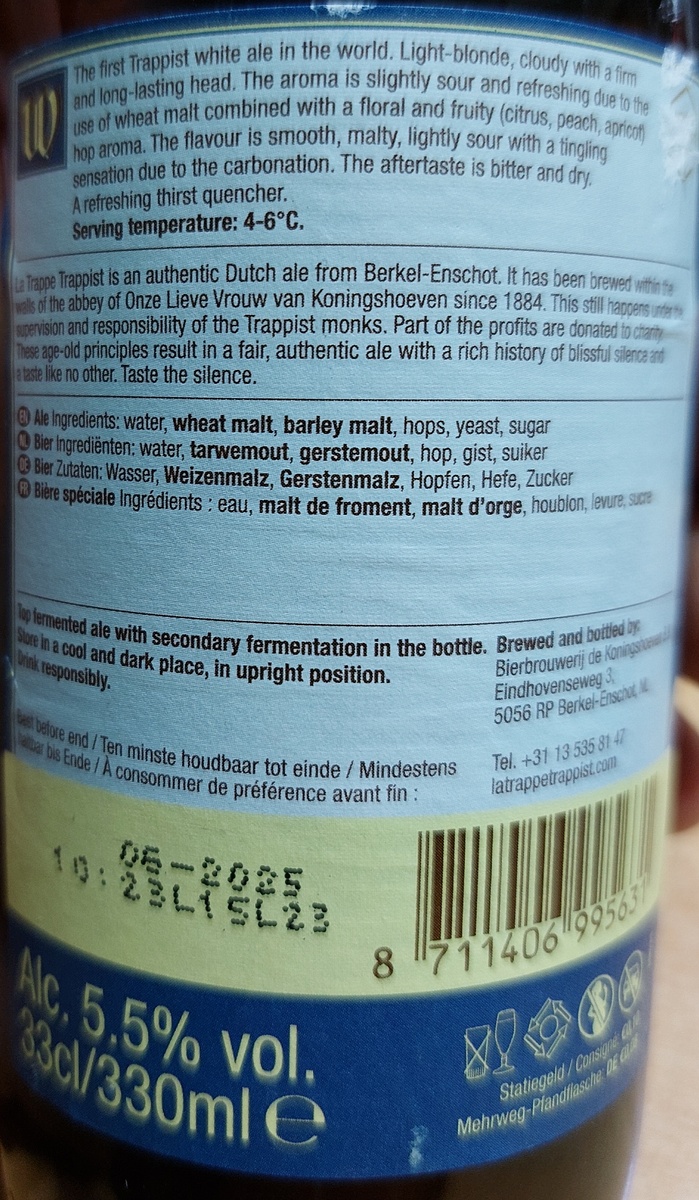 W
The first Trappist white ale in the world. Light-blonde, cloudy with a firm
and long-lasting head. The aroma is slightly sour and refreshing due to the
use of wheat malt combined with a floral and fruity (citrus, peach, apricot)
hop aroma. The flavour is smooth, malty, lightly sour with a tingling
sensation due to the carbonation. The aftertaste is bitter and dry.
A refreshing thirst quencher.
Serving temperature: 4-6°C.
La Trappe Trappist is an authentic Dutch ale from Berkel-Enschot. It has been brewed within the
walls of the abbey of Onze Lieve Vrouw van Koningshoeven since 1884. This still happens under the
supervision and responsibility of the Trappist monks. Part of the profits are donated to charity.
These age-old principles result in a fair, authentic ale with a rich history of blissful silence and
a taste like no other. Taste the silence.
EN Ale Ingredients: water, wheat malt, barley malt, hops, yeast, sugar
NL Bier Ingrediënten: water, tarwemout, gerstemout, hop, gist, suiker
DE Bier Zutaten: Wasser, Weizenmalz, Gerstenmalz, Hopfen, Hefe, Zucker
FR Bière spéciale Ingrédients : eau, malt de froment, malt d'orge, houblon, levure, sucre
Top fermented ale with secondary fermentation in the bottle.
Store in a cool and dark place, in upright position.
Drink responsibly.
Brewed and bottled by:
Bierbrouwerij de Koningshoeven
Eindhovenseweg 3,
5056 RP Berkel-Enschot, NL
Best before end / Ten minste houdbaar tot einde / Mindestens
haltbar bis Ende / À consommer de préférence avant fin :
Tel. +31 13 535 81 47
latrappetrappist.com
06-2025
10:23L15L23
8 711406 995631
Alc. 5.5% vol.
33cl/330ml e
Statiegeld / Consigne:
Mehrweg-Pfandflasche: